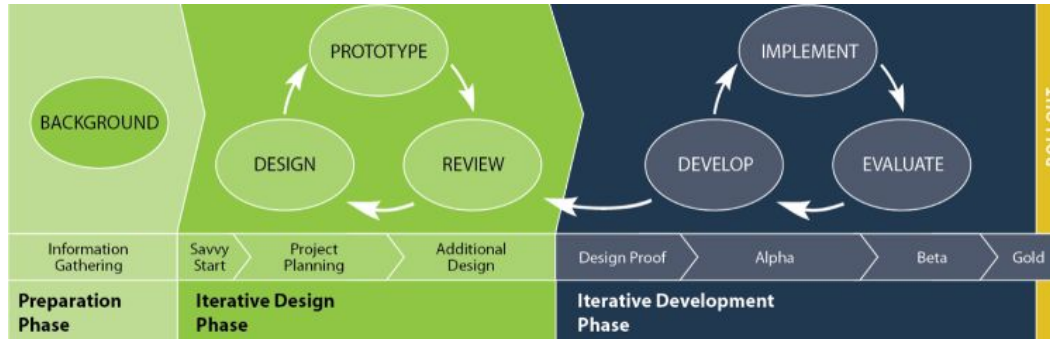 PROTOTYPE
IMPLEMENT
BACKGROUND
DESIGN
REVIEW
DEVELOP
EVALUATE
ROLLOUT
Information
Gathering
Savvy
Start
Project
Planning
Additional
Design
Design Proof
Alpha
Beta
Gold
Preparation
Phase
Iterative Design
Phase
Iterative Development
Phase